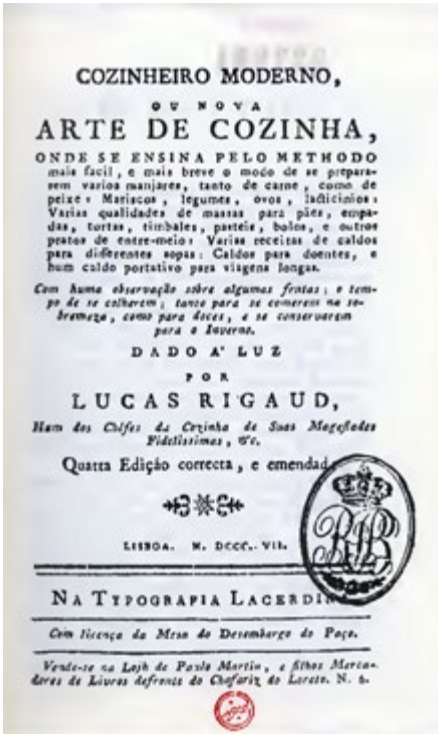 COZINHEIRO MODERNO,
OU NOVA
ARTE DE COZINHA,
ONDE SE ENSINA PELO METHODO
mais facil, e mais breve o modo de se prepara-
rem varios manjares, tanto de carne, como de
peixe: Mariscos, legumes, ovos, lacticinios:
Varias qualidades de massas para pães, empa-
das, tortas, timbales, pasteis, bolos, e outros
pratos de entre-meio: Varias receitas de caldos
para differentes sopas: Caldos para doentes, e
hum caldo portativo para viagens longas.
Com huma observação sobre algumas frutas; o tem-
po de se colherem; tanto para se comerem na so-
bremeza, como para doces, e se conservarem
para o Inverno.
DADO A' LUZ
POR
LUCAS RIGAUD,
Hum dos Chéfes da Cozinha de Suas Magestades
Fidelissimas, &c.
Quarta Edição correcta, e emendad
LISBOA. M. DCCC. VII.
NA TYPOGRAFIA LACERDIN
Com licença da Meza do Desembargo do Paço.
Vende-se na Loja de Paulo Martin, e filhos Merca-
dores de Livros defronte do Chafariz do Loreto. N. 6.